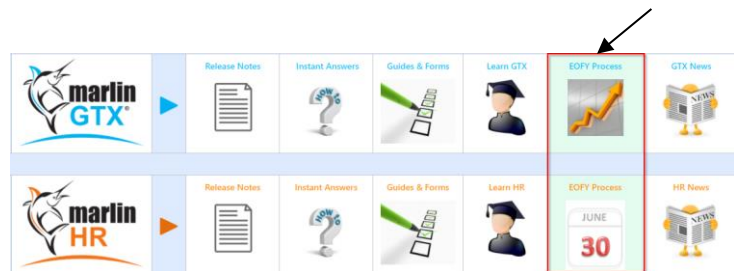 Release Notes
Instant Answers
Guides & Forms
Learn GTX
EOFY Process
GTX News
marlin
GTX
HOW TO
?
NEWS
Release Notes
Instant Answers
Guides & Forms
Learn HR
EOFY Process
HR News
marlin
HR
HOW TO
?
JUNE
30
NEWS